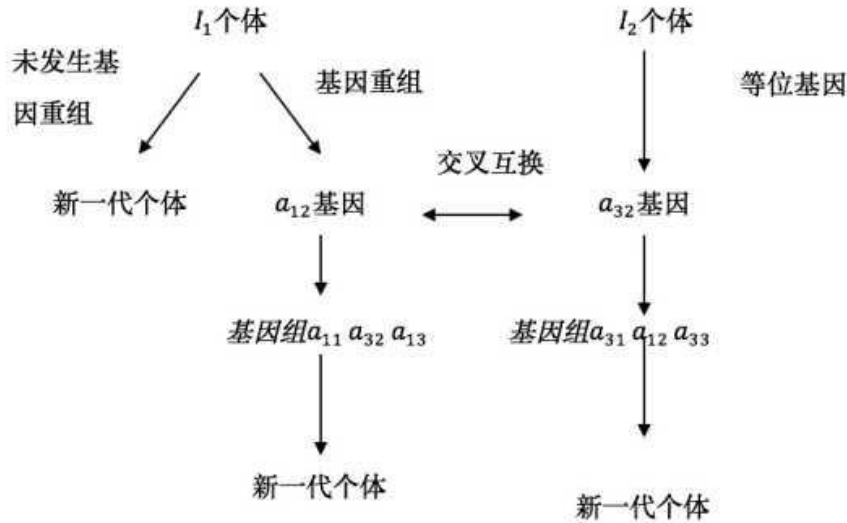 I₁个体
I₂个体
未发生基
因重组
基因重组
等位基因
交叉互换
新一代个体
a₁₂基因
a₃₂基因
基因组a₁₁ a₃₂ a₁₃
基因组a₃₁ a₁₂ a₃₃
新一代个体
新一代个体